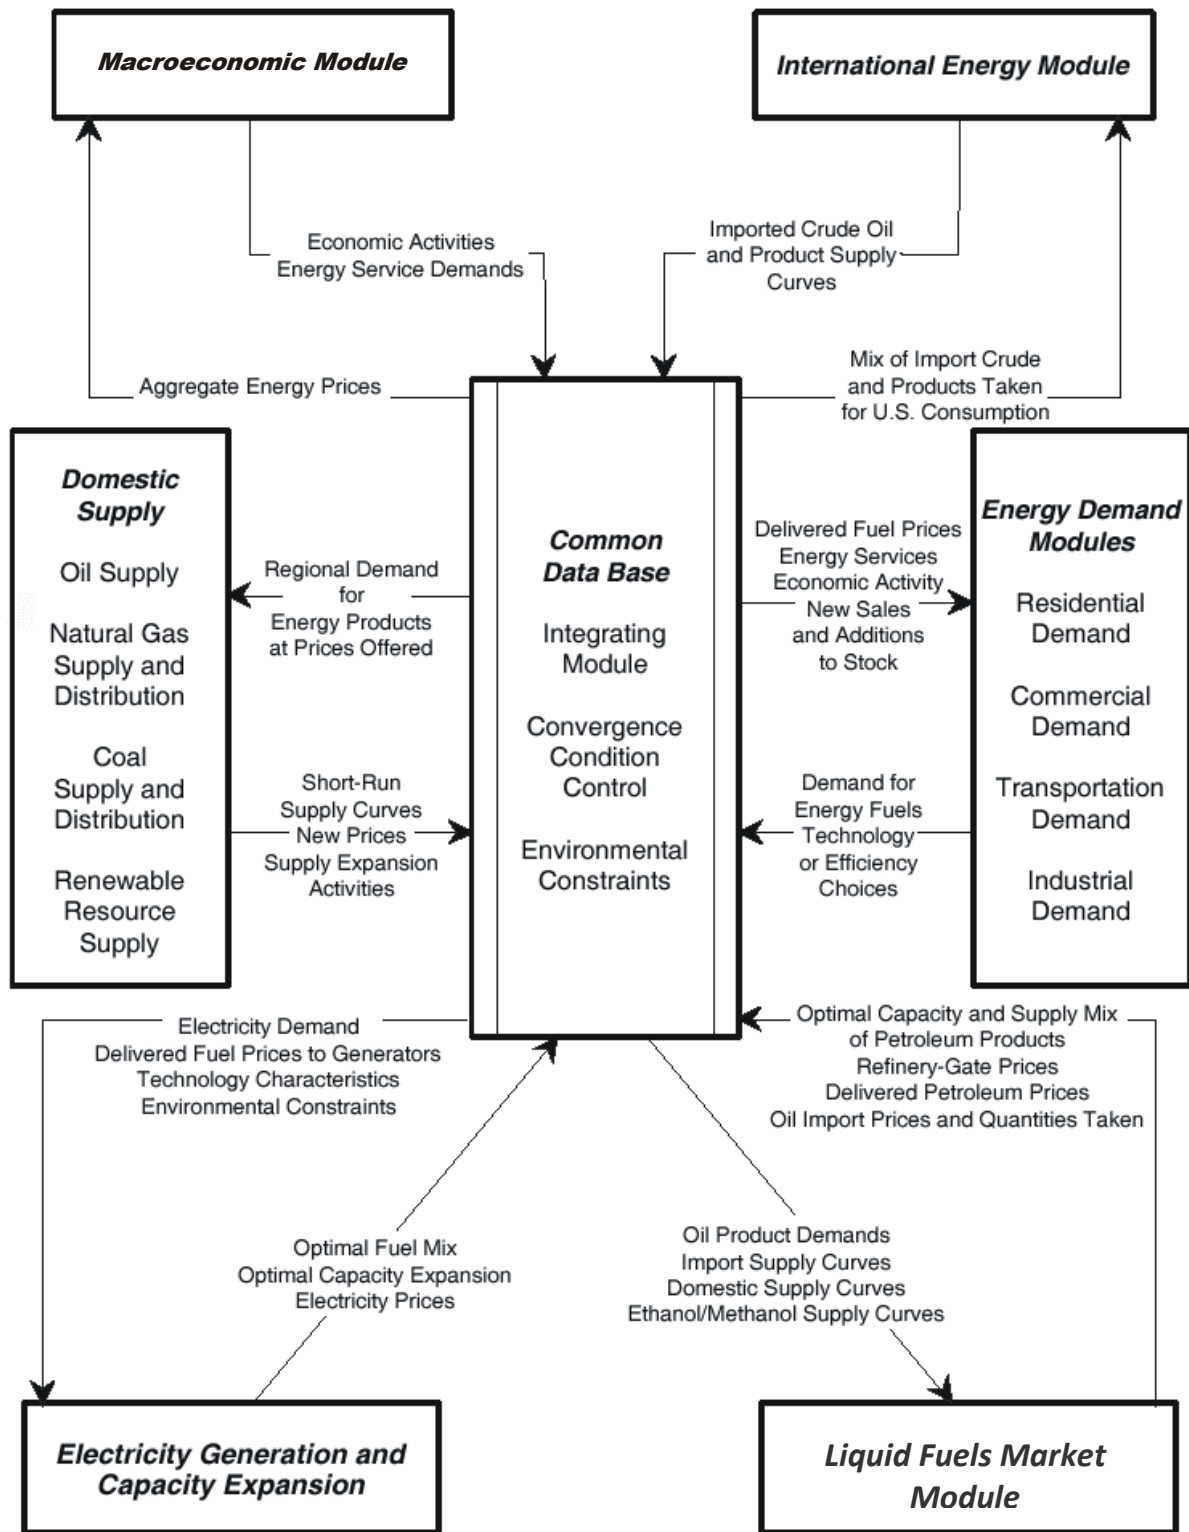 Macroeconomic Module
International Energy Module
Economic Activities
Energy Service Demands
Imported Crude Oil
and Product Supply
Curves
Aggregate Energy Prices
Mix of Import Crude
and Products Taken
for U.S. Consumption
Domestic
Supply
Oil Supply
Natural Gas
Supply and
Distribution
Coal
Supply and
Distribution
Renewable
Resource
Supply
Regional Demand
for
Energy Products
at Prices Offered
Short-Run
Supply Curves
New Prices
Supply Expansion
Activities
Common
Data Base
Integrating
Module
Convergence
Condition
Control
Environmental
Constraints
Delivered Fuel Prices
Energy Services
Economic Activity
New Sales
and Additions
to Stock
Demand for
Energy Fuels
Technology
or Efficiency
Choices
Energy Demand
Modules
Residential
Demand
Commercial
Demand
Transportation
Demand
Industrial
Demand
Electricity Demand
Delivered Fuel Prices to Generators
Technology Characteristics
Environmental Constraints
Optimal Capacity and Supply Mix
of Petroleum Products
Refinery-Gate Prices
Delivered Petroleum Prices
Oil Import Prices and Quantities Taken
Optimal Fuel Mix
Optimal Capacity Expansion
Electricity Prices
Oil Product Demands
Import Supply Curves
Domestic Supply Curves
Ethanol/Methanol Supply Curves
Electricity Generation and
Capacity Expansion
Liquid Fuels Market
Module